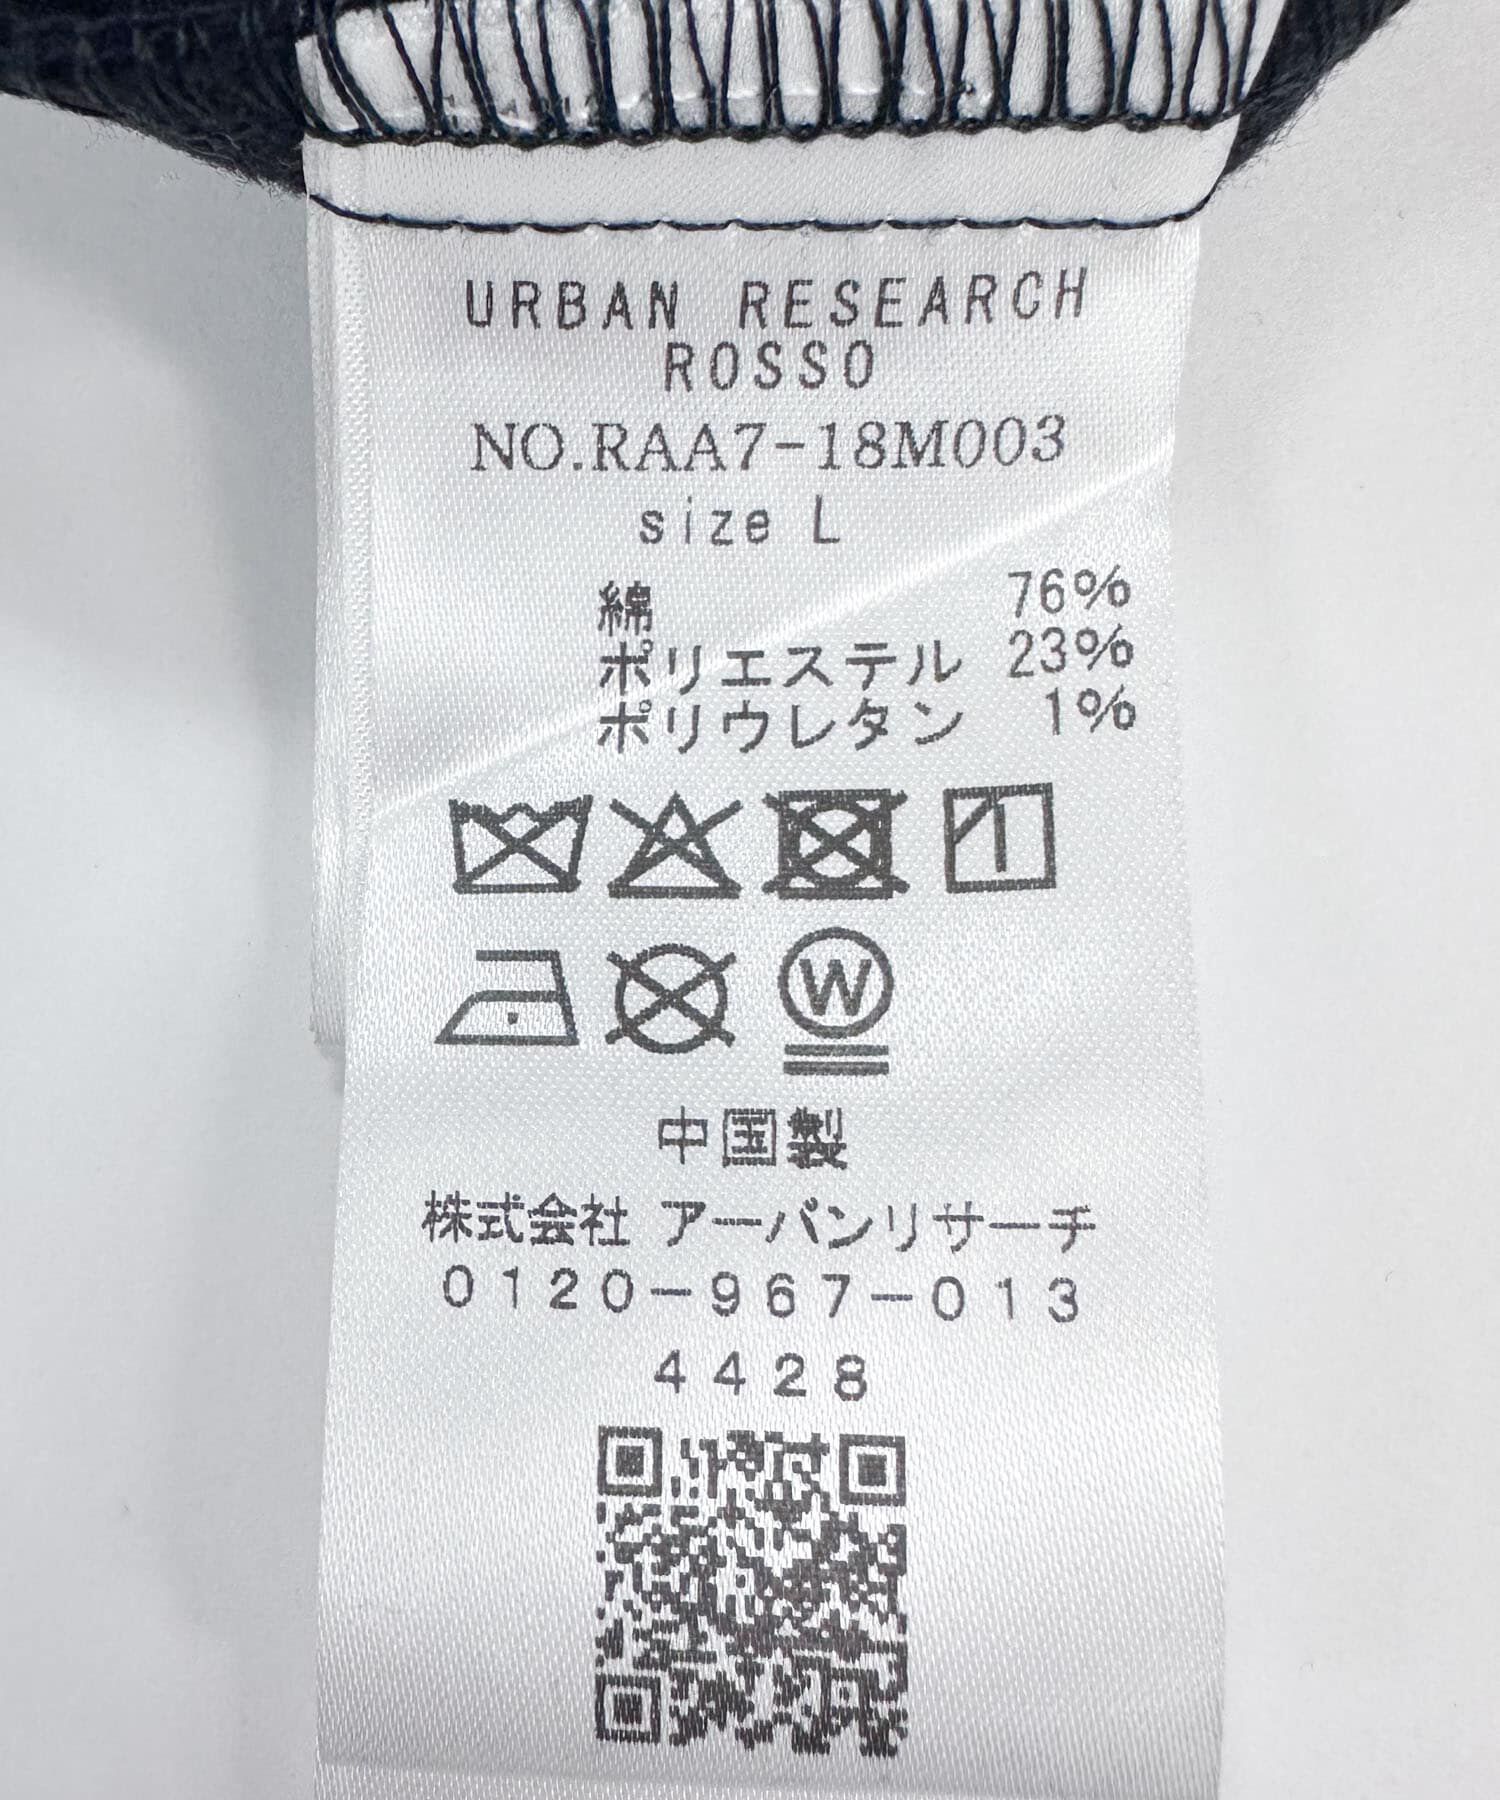 URBAN RESEARCH
ROSSO
NO.RAA7-18M003
size L
綿 76%
ポリエステル 23%
ポリウレタン 1%
W
中国製
株式会社 アーバンリサーチ
0120-967-013
4428